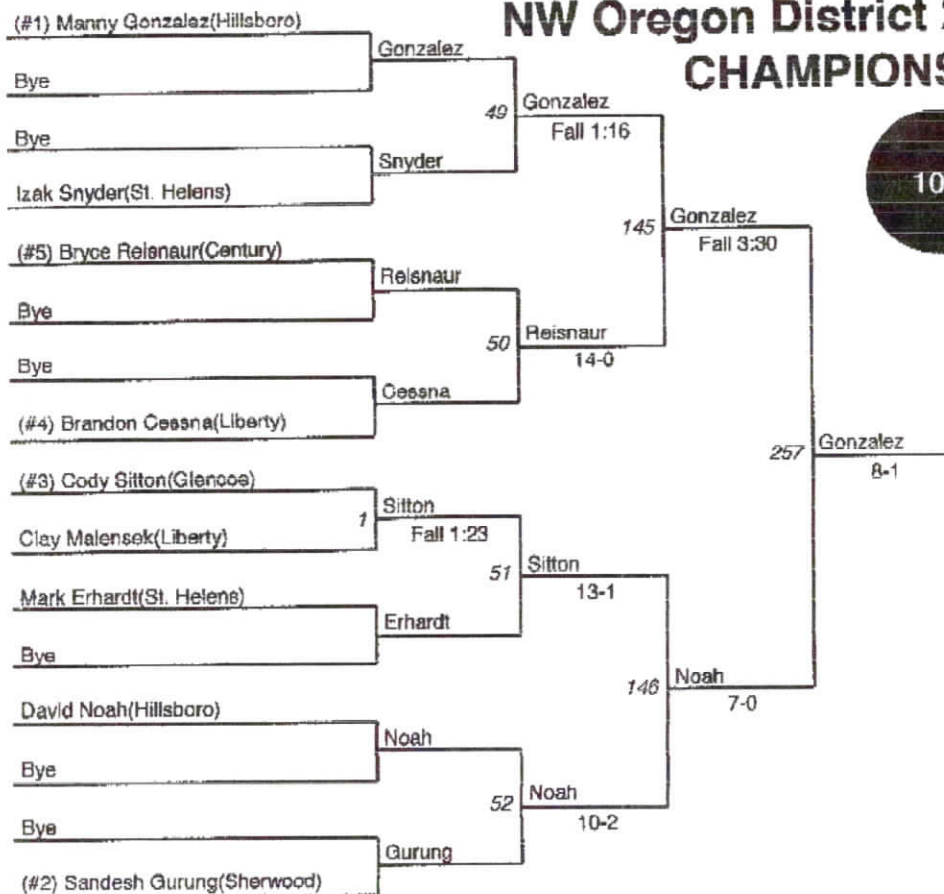 NW Oregon District
CHAMPIONS
10
(#1) Manny Gonzalez(Hillsboro)
Bye
Gonzalez
Bye
Izak Snyder(St. Helens)
Snyder
49
Gonzalez
Fall 1:16
(#5) Bryce Reisnaur(Century)
Bye
Reisnaur
Bye
(#4) Brandon Cessna(Liberty)
Cessna
50
Reisnaur
14-0
145
Gonzalez
Fall 3:30
(#3) Cody Sitton(Glencoe)
Clay Malensek(Liberty)
1
Sitton
Fall 1:23
Mark Erhardt(St. Helens)
Bye
Erhardt
51
Sitton
13-1
David Noah(Hillsboro)
Bye
Noah
Bye
(#2) Sandesh Gurung(Sherwood)
Gurung
52
Noah
10-2
146
Noah
7-0
257
Gonzalez
8-1